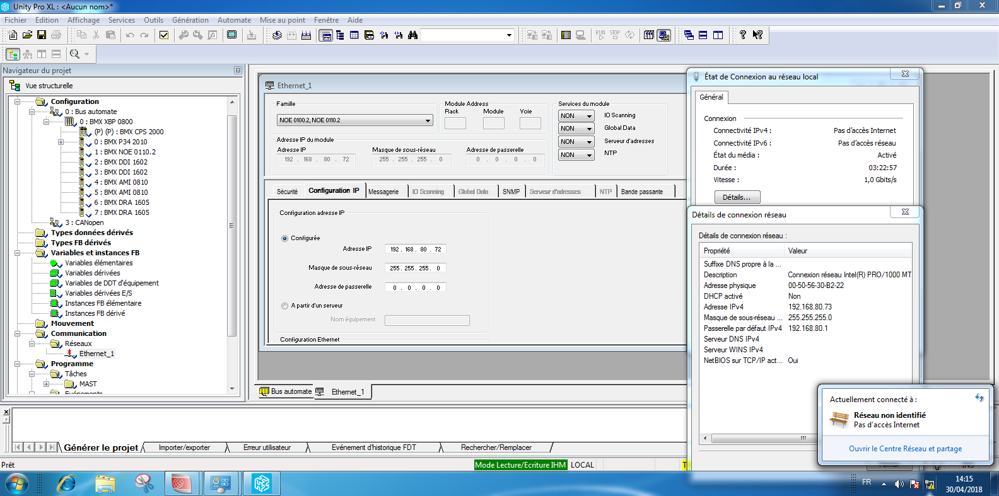 Unity Pro XL : <Aucun nom>*
Fichier Edition Affichage Services Outils Génération Automate Mise au point Fenêtre Aide
RUN STOP
Navigateur du projet
Vue structurelle
Configuration
0 : Bus automate
0 : BMX XBP 0800
(P) (P) : BMX CPS 2000
0 : BMX P34 2010
1 : BMX NOE 0110.2
2 : BMX DDI 1602
3 : BMX DDI 1602
4 : BMX AMI 0810
5 : BMX AMI 0810
6 : BMX DRA 1605
7 : BMX DRA 1605
3 : CANopen
Types données dérivés
Types FB dérivés
Variables et instances FB
Variables élémentaires
Variables dérivées
Variables de DDT d'équipement
Variables dérivées E/S
Instances FB élémentaire
Instances FB dérivé
Mouvement
Communication
Réseaux
Ethernet_1
Programme
Tâches
MAST
Evénements
Ethernet_1
Famille
NOE 0100.2, NOE 0110.2
Module Address
Rack Module Voie
Adresse IP du module
Adresse IP Masque de sous-réseau Adresse de passerelle
192 . 168 . 80 . 72 255 . 255 . 255 . 0 0 . 0 . 0 . 0
Services du module
NON IO Scanning
NON Global Data
NON Serveur d'adresses
NON NTP
Sécurité Configuration IP Messagerie IO Scanning Global Data SNMP Serveur d'adresses NTP Bande passante
Configuration adresse IP
Configurée
Adresse IP 192 . 168 . 80 . 72
Masque de sous-réseau 255 . 255 . 255 . 0
Adresse de passerelle 0 . 0 . 0 . 0
A partir d'un serveur
Nom équipement
Configuration Ethernet
Bus automate Ethernet_1
État de Connexion au réseau local
Général
Connexion
Connectivité IPv4 : Pas d'accès Internet
Connectivité IPv6 : Pas d'accès réseau
État du média : Activé
Durée : 03:22:57
Vitesse : 1,0 Gbits/s
Détails...
Détails de connexion réseau
Détails de connexion réseau :
Propriété Valeur
Suffixe DNS propre à la ...
Description Connexion réseau Intel(R) PRO/1000 MT
Adresse physique 00-50-56-30-B2-22
DHCP activé Non
Adresse IPv4 192.168.80.73
Masque de sous-réseau ... 255.255.255.0
Passerelle par défaut IPv4 192.168.80.1
Serveur DNS IPv4
Serveur WINS IPv4
NetBIOS sur TCP/IP act... Oui
Actuellement connecté à :
Réseau non identifié
Pas d'accès Internet
Ouvrir le Centre Réseau et partage
Générer le projet Importer/exporter Erreur utilisateur Evénement d'historique FDT Rechercher/Remplacer
Prêt
Mode Lecture/Ecriture IHM LOCAL
FR
14:15
30/04/2018